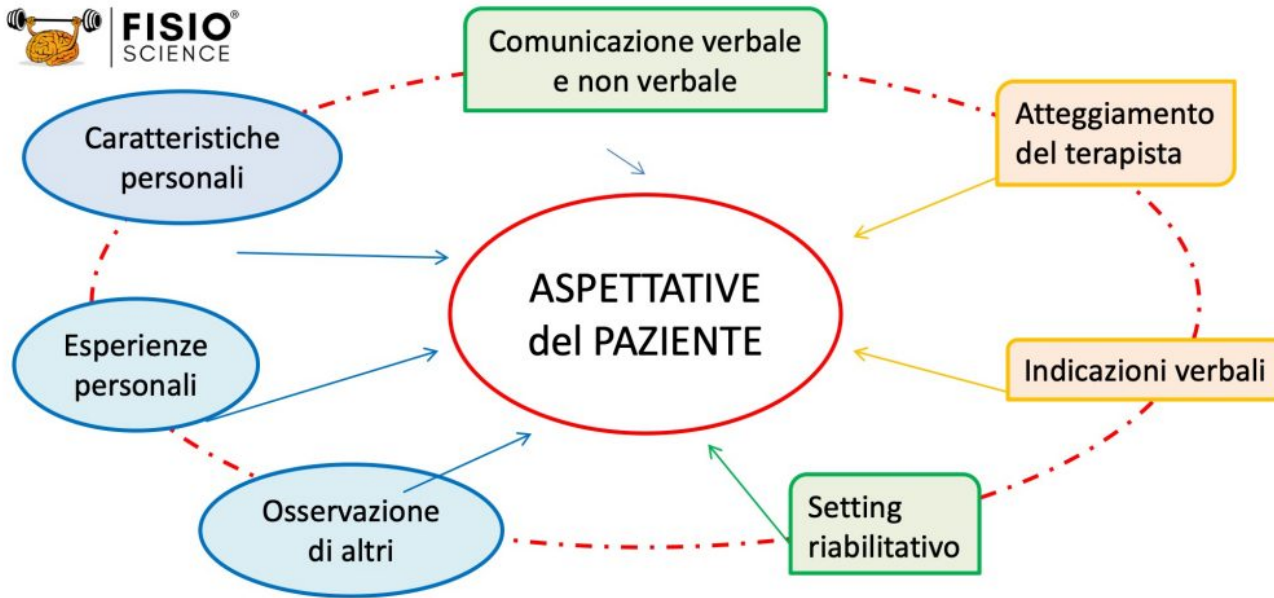 FISIO®
SCIENCE
Comunicazione verbale
e non verbale
Caratteristiche
personali
Atteggiamento
del terapista
ASPETTATIVE
del PAZIENTE
Esperienze
personali
Indicazioni verbali
Osservazione
di altri
Setting
riabilitativo